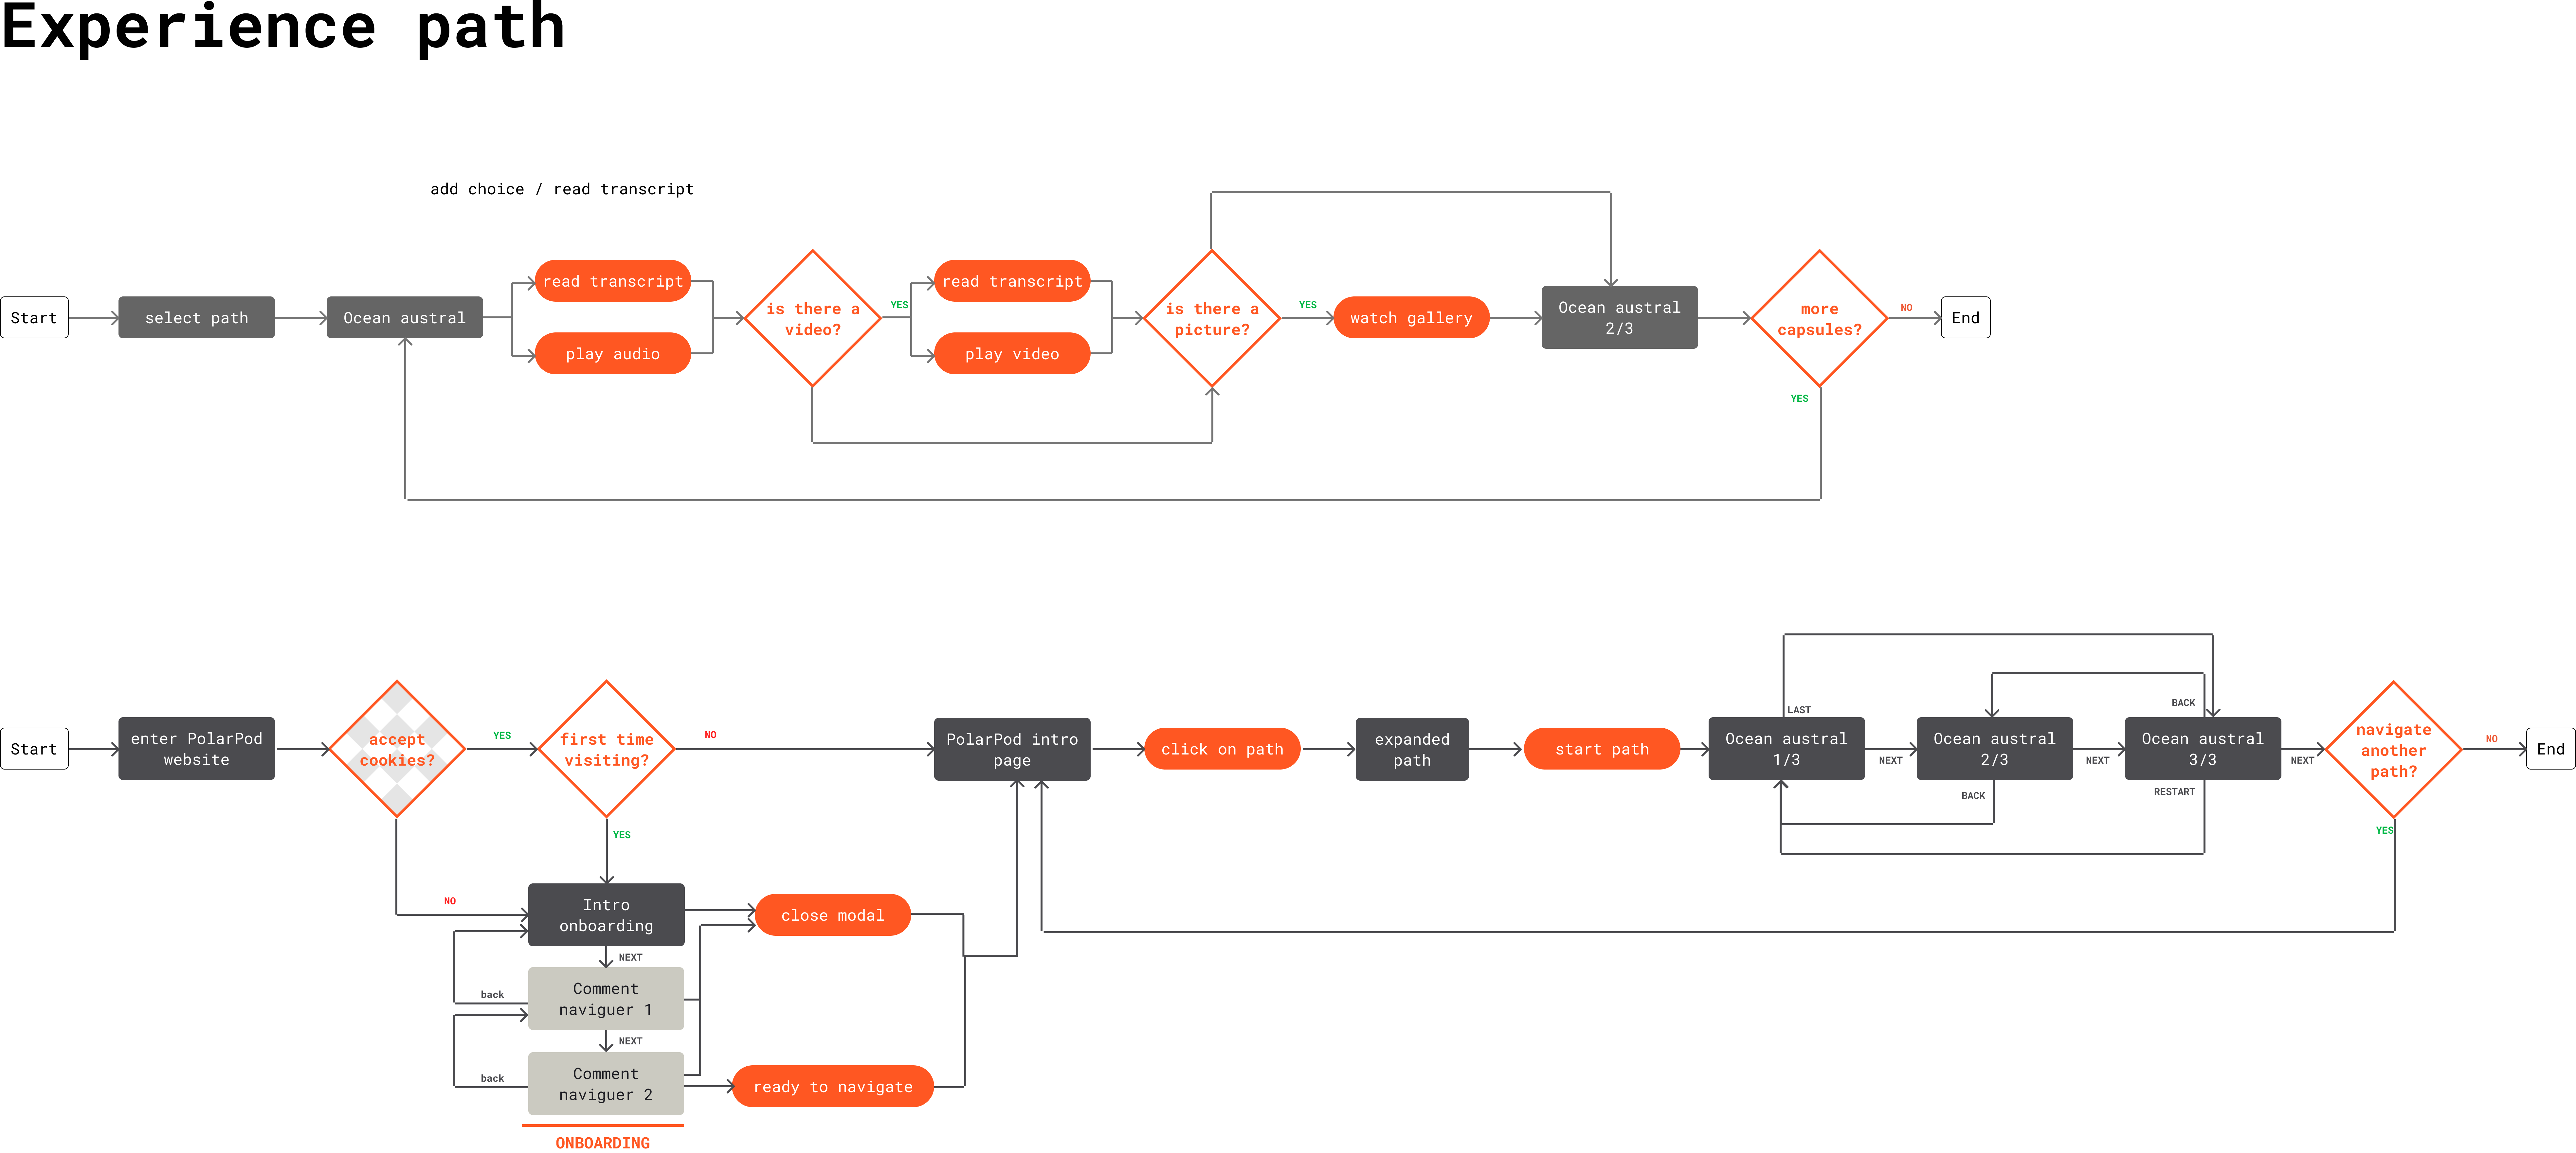 Experience path
add choice / read transcript
Start
select path
Ocean austral
read transcript
play audio
is there a
video?
YES
read transcript
play video
is there a
picture?
YES
watch gallery
Ocean austral
2/3
more
capsules?
NO
End
YES
Start
enter PolarPod
website
accept
cookies?
YES
first time
visiting?
NO
PolarPod intro
page
click on path
expanded
path
start path
LAST
Ocean austral
1/3
NEXT
Ocean austral
2/3
NEXT
BACK
Ocean austral
3/3
NEXT
navigate
another
path?
NO
End
BACK
RESTART
YES
YES
NO
Intro
onboarding
close modal
NEXT
back
Comment
naviguer 1
NEXT
back
Comment
naviguer 2
ready to navigate
ONBOARDING